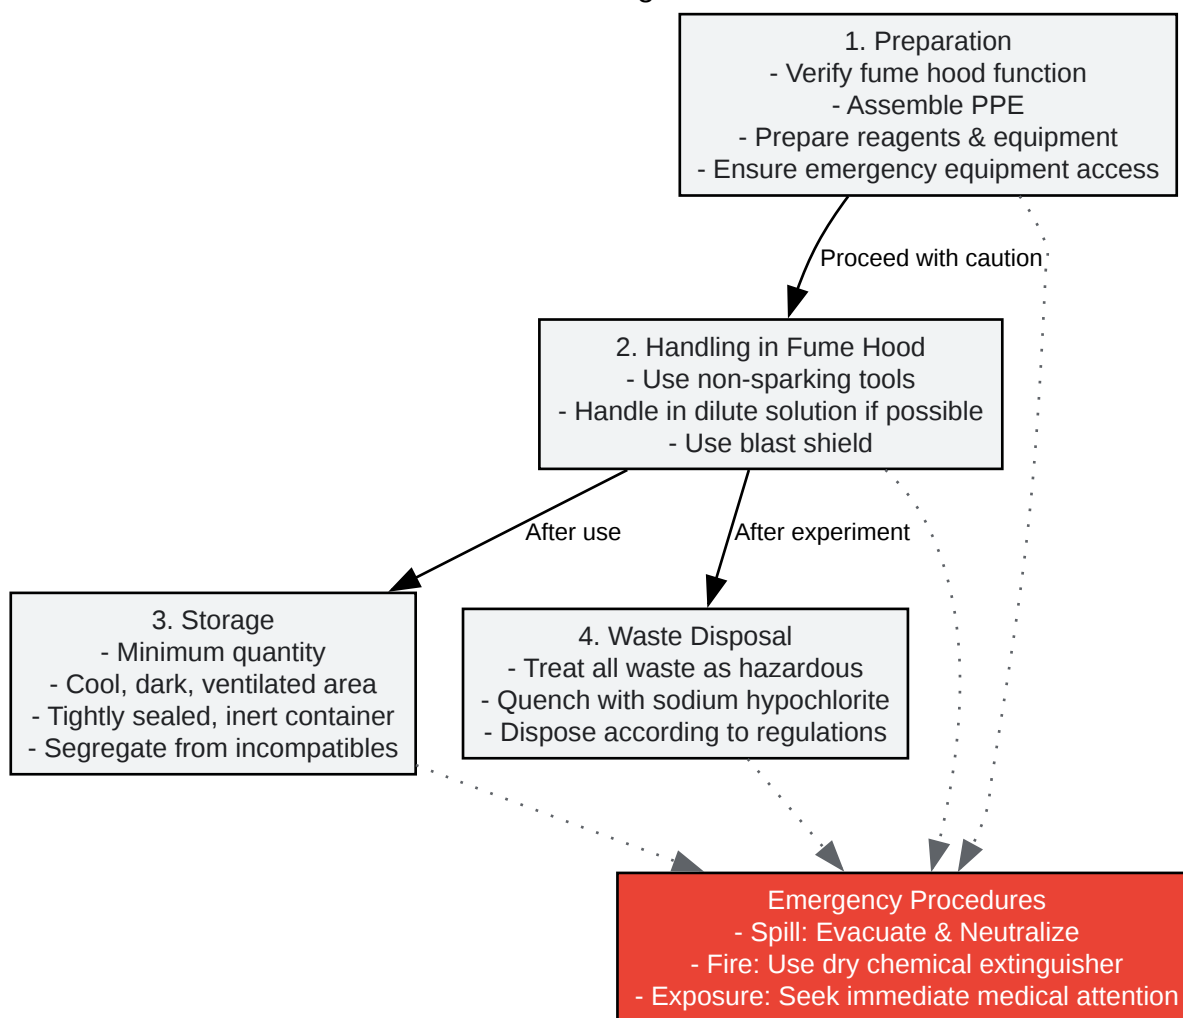 1. Preparation
- Verify fume hood function
- Assemble PPE
- Prepare reagents & equipment
- Ensure emergency equipment access
Proceed with caution
2. Handling in Fume Hood
- Use non-sparking tools
- Handle in dilute solution if possible
- Use blast shield
After use
After experiment
3. Storage
- Minimum quantity
- Cool, dark, ventilated area
- Tightly sealed, inert container
- Segregate from incompatibles
4. Waste Disposal
- Treat all waste as hazardous
- Quench with sodium hypochlorite
- Dispose according to regulations
Emergency Procedures
- Spill: Evacuate & Neutralize
- Fire: Use dry chemical extinguisher
- Exposure: Seek immediate medical attention